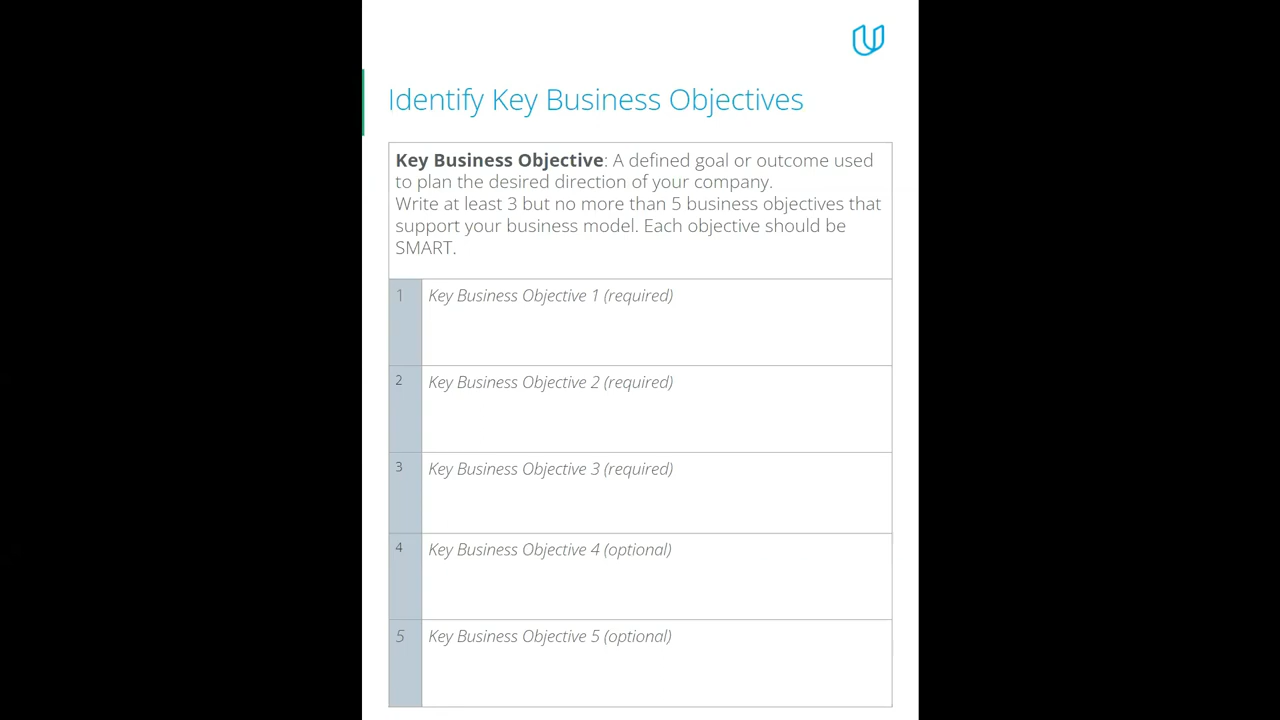 Identify Key Business Objectives
Key Business Objective: A defined goal or outcome used
to plan the desired direction of your company.
Write at least 3 but no more than 5 business objectives that
support your business model. Each objective should be
SMART.
1 Key Business Objective 1 (required)
2 Key Business Objective 2 (required)
3 Key Business Objective 3 (required)
4 Key Business Objective 4 (optional)
5 Key Business Objective 5 (optional)